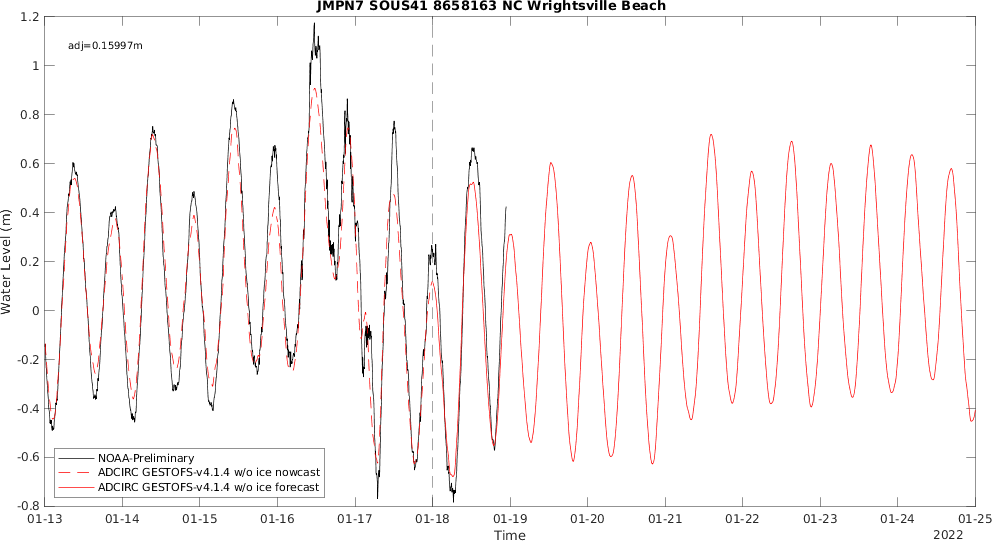 JMPN7 SOUS41 8658163 NC Wrightsville Beach
adj=0.15997m
Water Level (m)
1.2
1
0.8
0.6
0.4
0.2
0
-0.2
-0.4
-0.6
-0.8
NOAA-Preliminary
ADCIRC GESTOFS-v4.1.4 w/o ice nowcast
ADCIRC GESTOFS-v4.1.4 w/o ice forecast
01-13 01-14 01-15 01-16 01-17 01-18 01-19 01-20 01-21 01-22 01-23 01-24 01-25
Time
2022